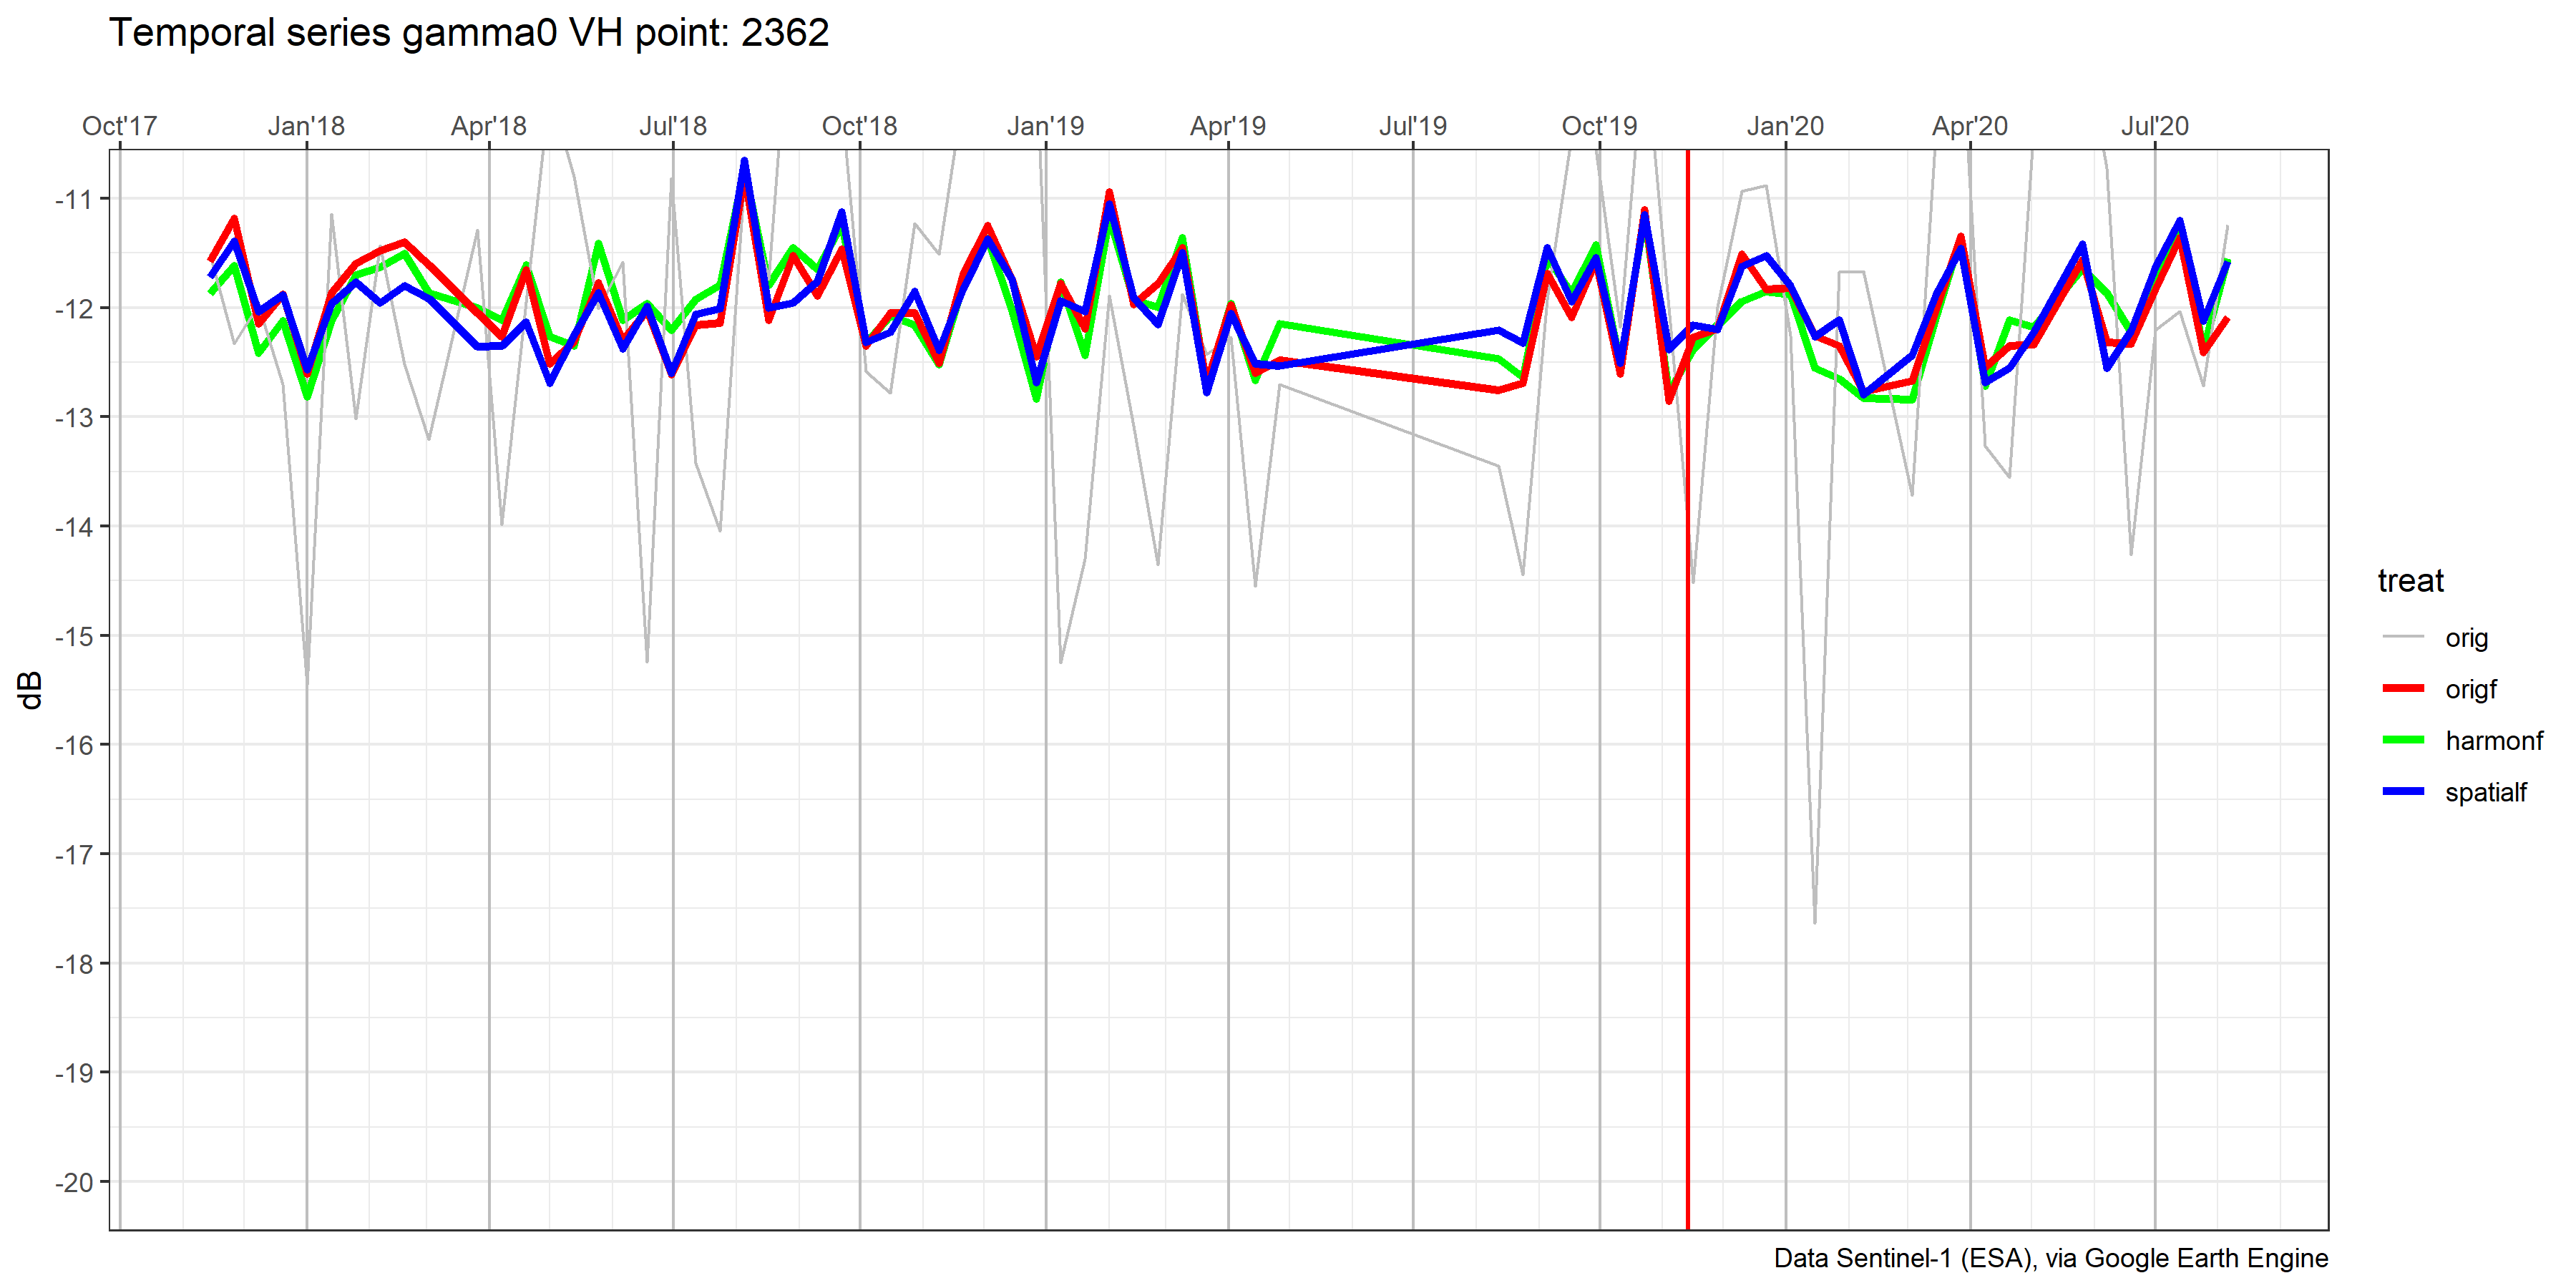 Temporal series gamma0 VH point: 2362
Oct'17 Jan'18 Apr'18 Jul'18 Oct'18 Jan'19 Apr'19 Jul'19 Oct'19 Jan'20 Apr'20 Jul'20
-11
-12
-13
-14
-15
-16
-17
-18
-19
-20
dB
treat
orig
origf
harmonf
spatialf
Data Sentinel-1 (ESA), via Google Earth Engine